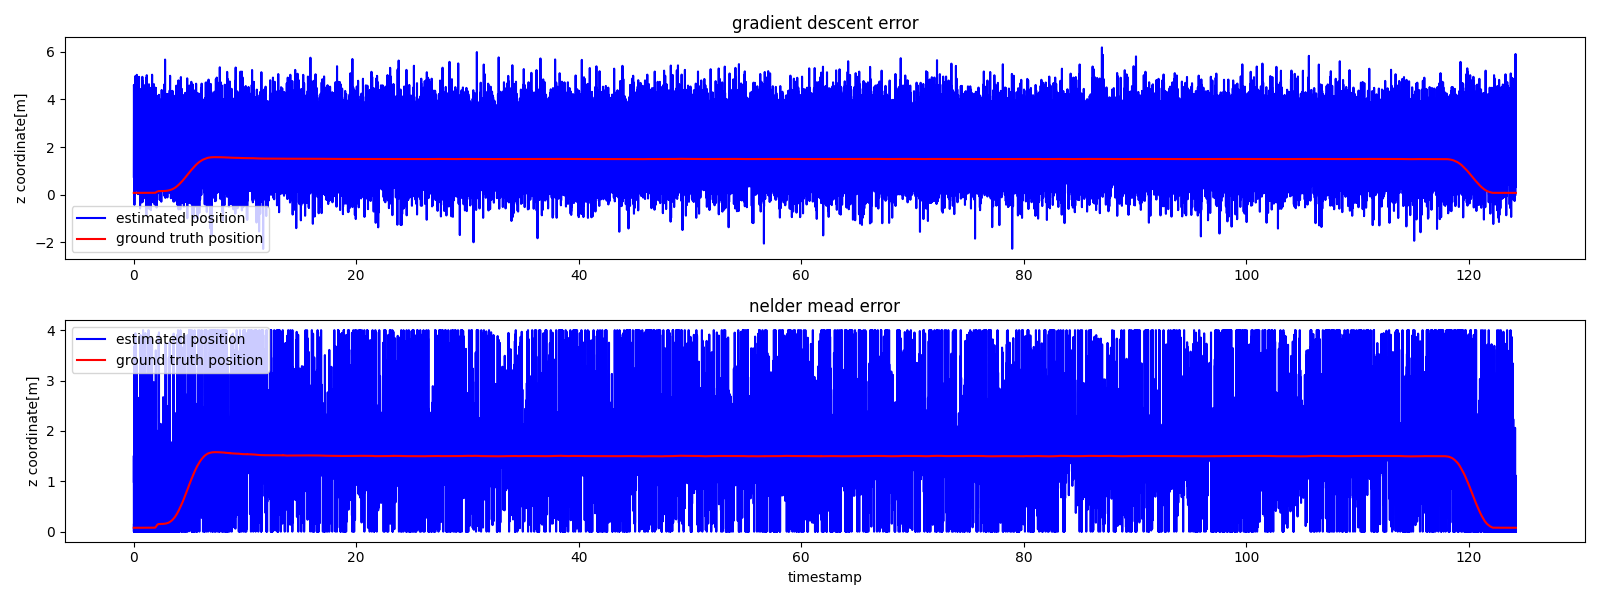 gradient descent error
z coordinate[m]
6
4
2
0
−2
estimated position
ground truth position
0
20
40
60
80
100
120
nelder mead error
z coordinate[m]
4
3
2
1
0
estimated position
ground truth position
0
20
40
60
80
100
120
timestamp